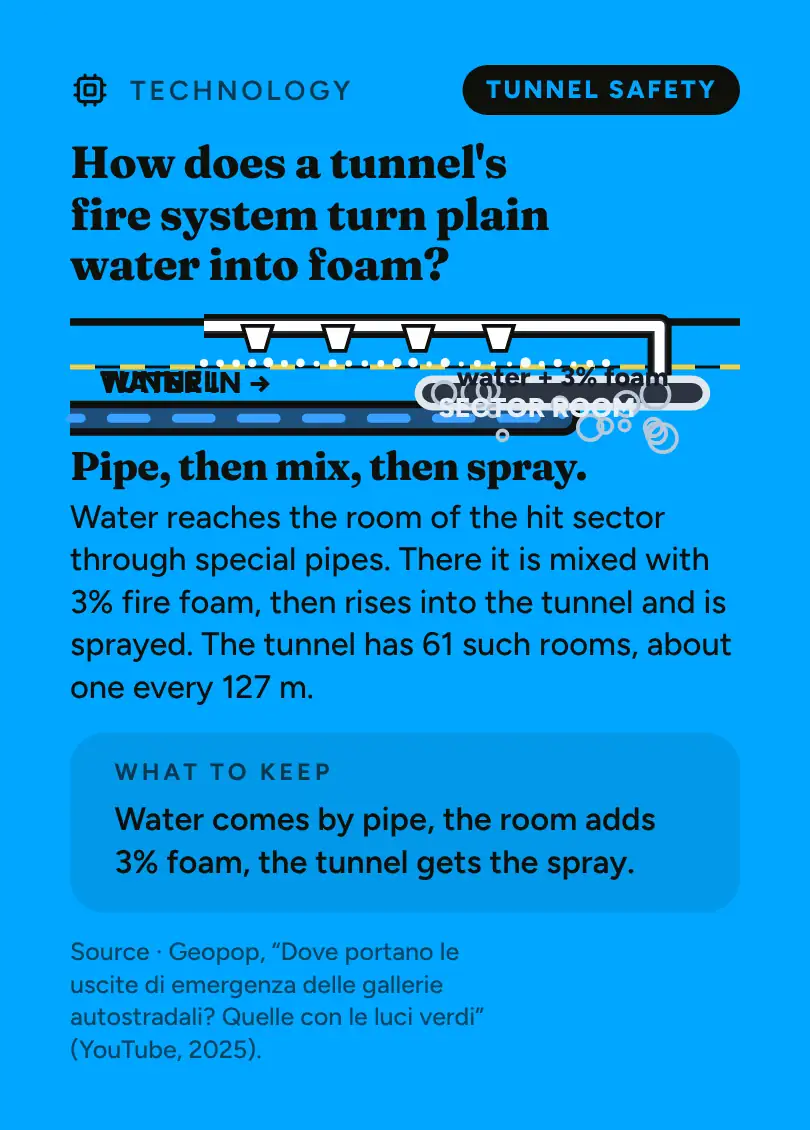 TECHNOLOGY
TUNNEL SAFETY
How does a tunnel's
fire system turn plain
water into foam?
WATER IN →
water + 3% foam
SECTOR ROOM
Pipe, then mix, then spray.
Water reaches the room of the hit sector
through special pipes. There it is mixed with
3% fire foam, then rises into the tunnel and is
sprayed. The tunnel has 61 such rooms, about
one every 127 m.
WHAT TO KEEP
Water comes by pipe, the room adds
3% foam, the tunnel gets the spray.
Source · Geopop, “Dove portano le
uscite di emergenza delle gallerie
autostradali? Quelle con le luci verdi”
(YouTube, 2025).